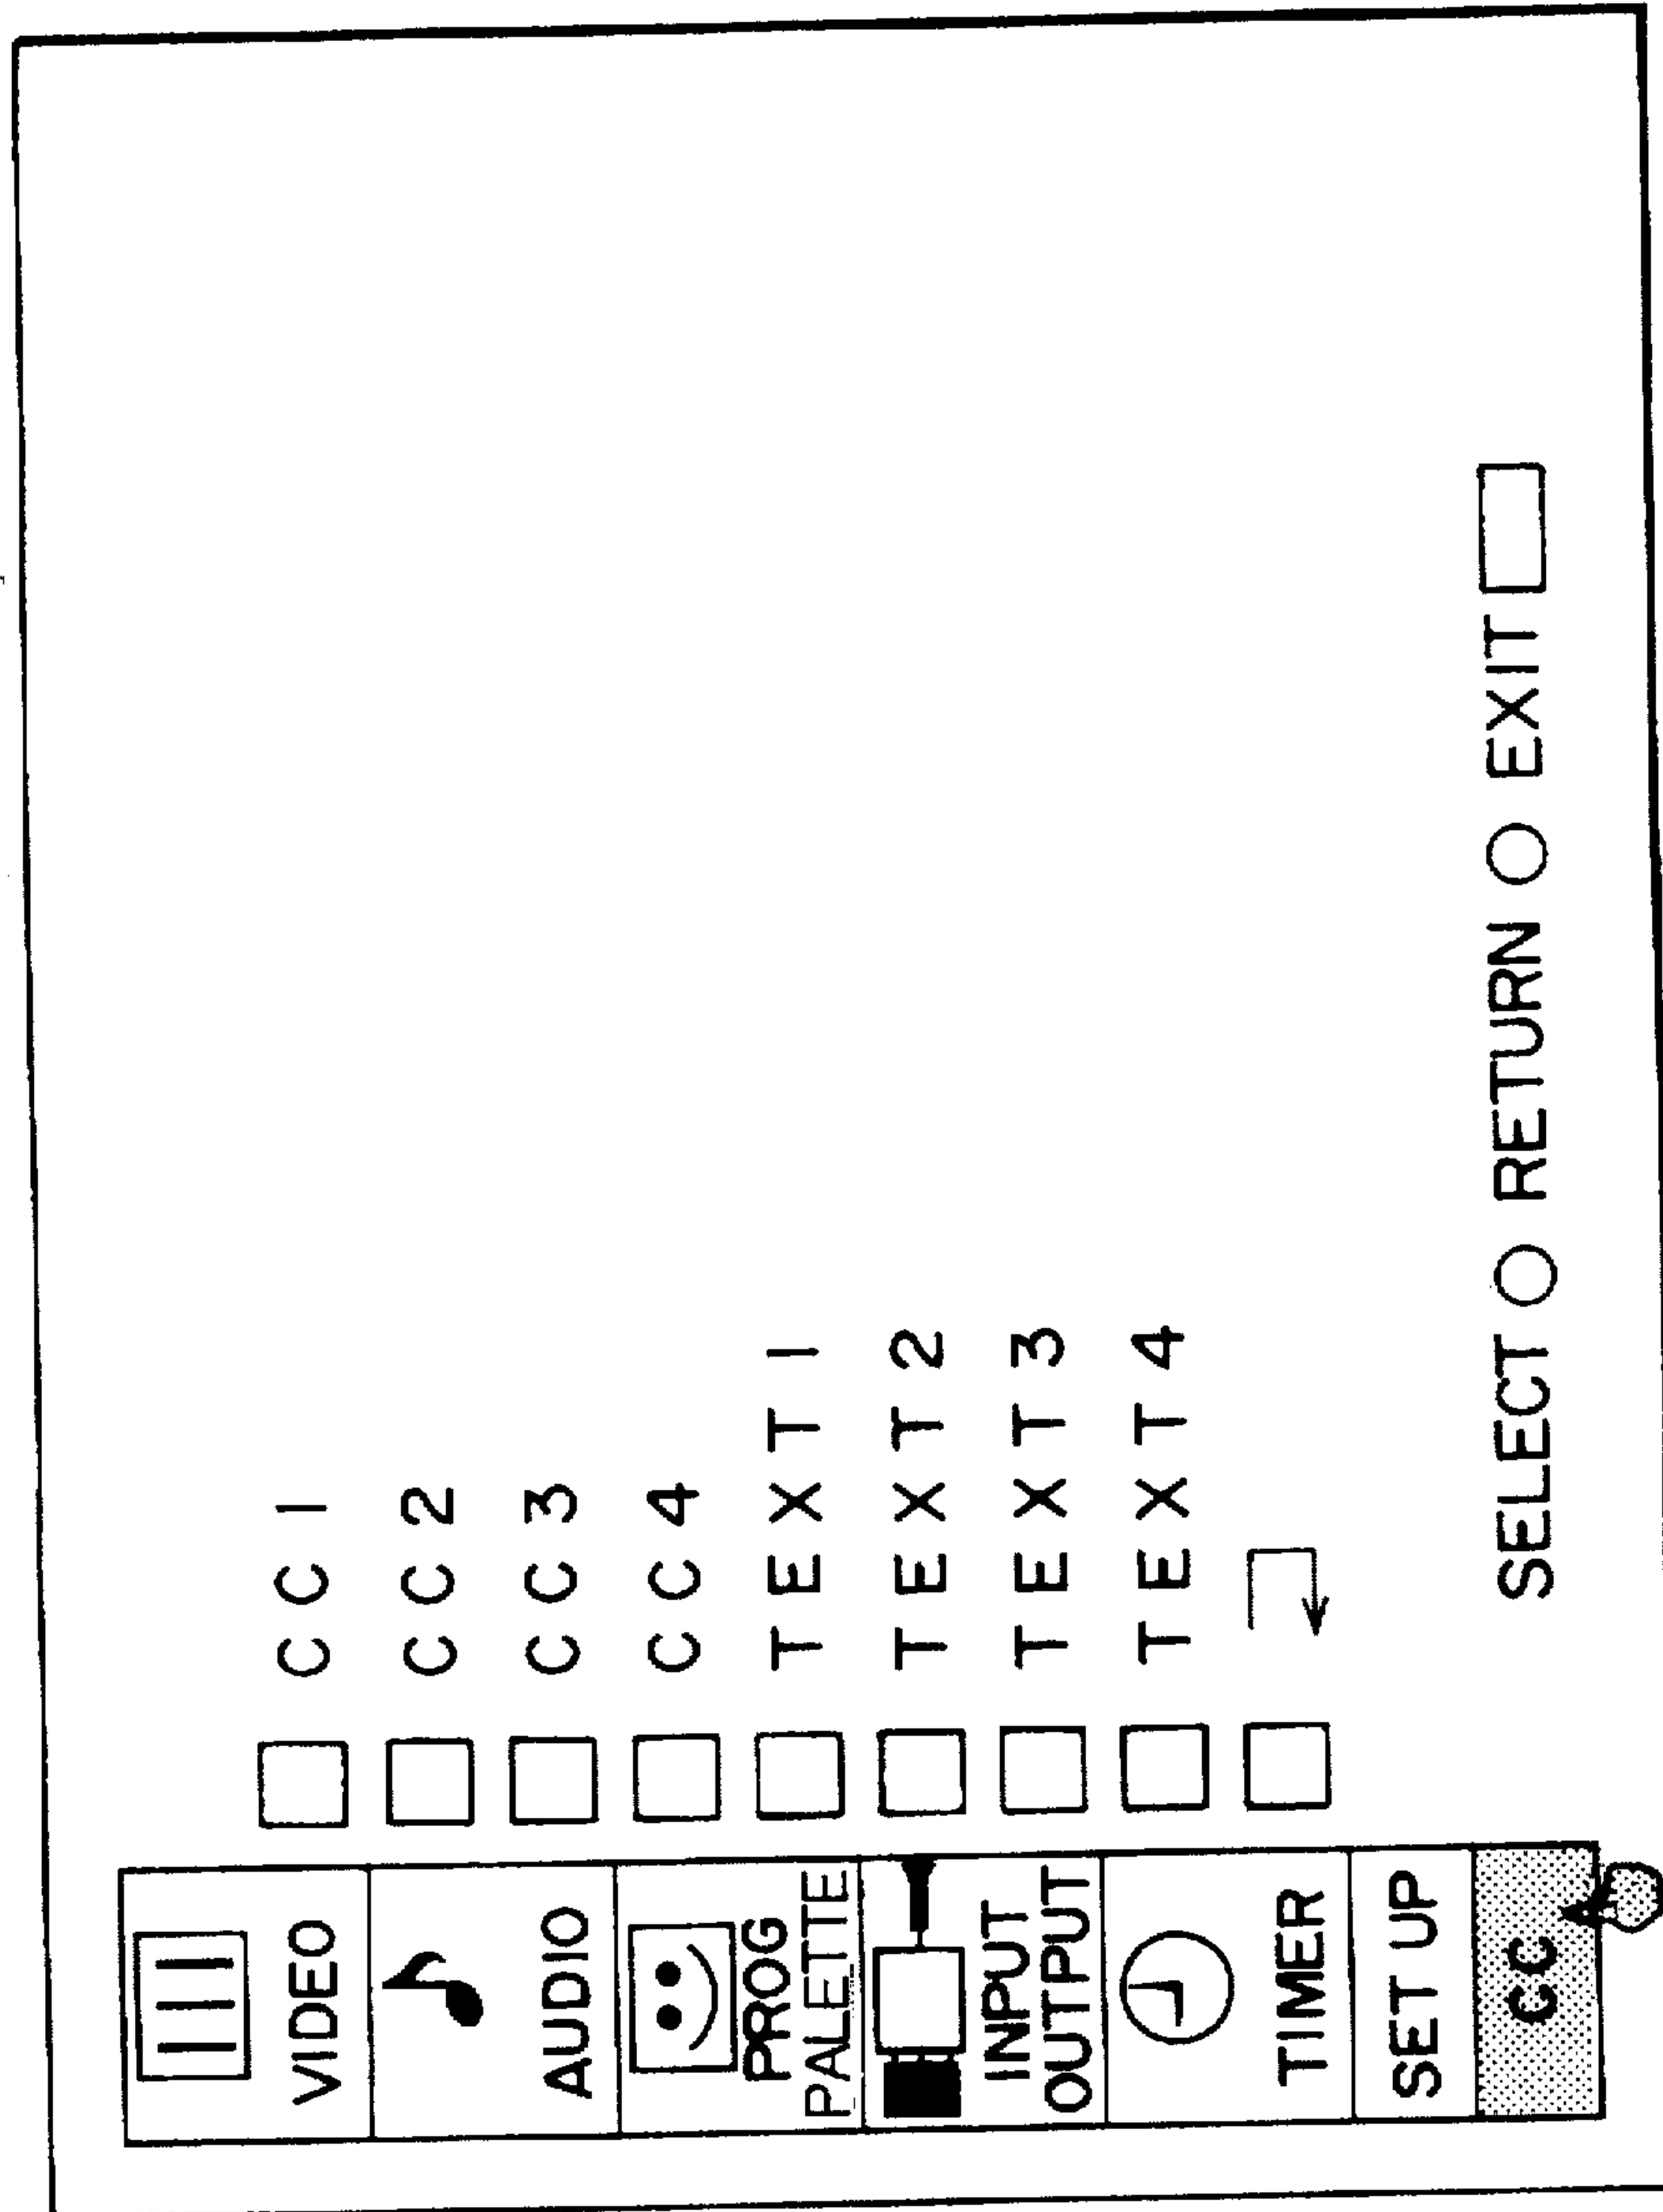 VIDEO
AUDIO
PROG
PALETTE
INPUT
OUTPUT
TIMER
SET UP
CC
CC1
CC2
CC3
CC4
TEXT1
TEXT2
TEXT3
TEXT4
SELECT RETURN EXIT